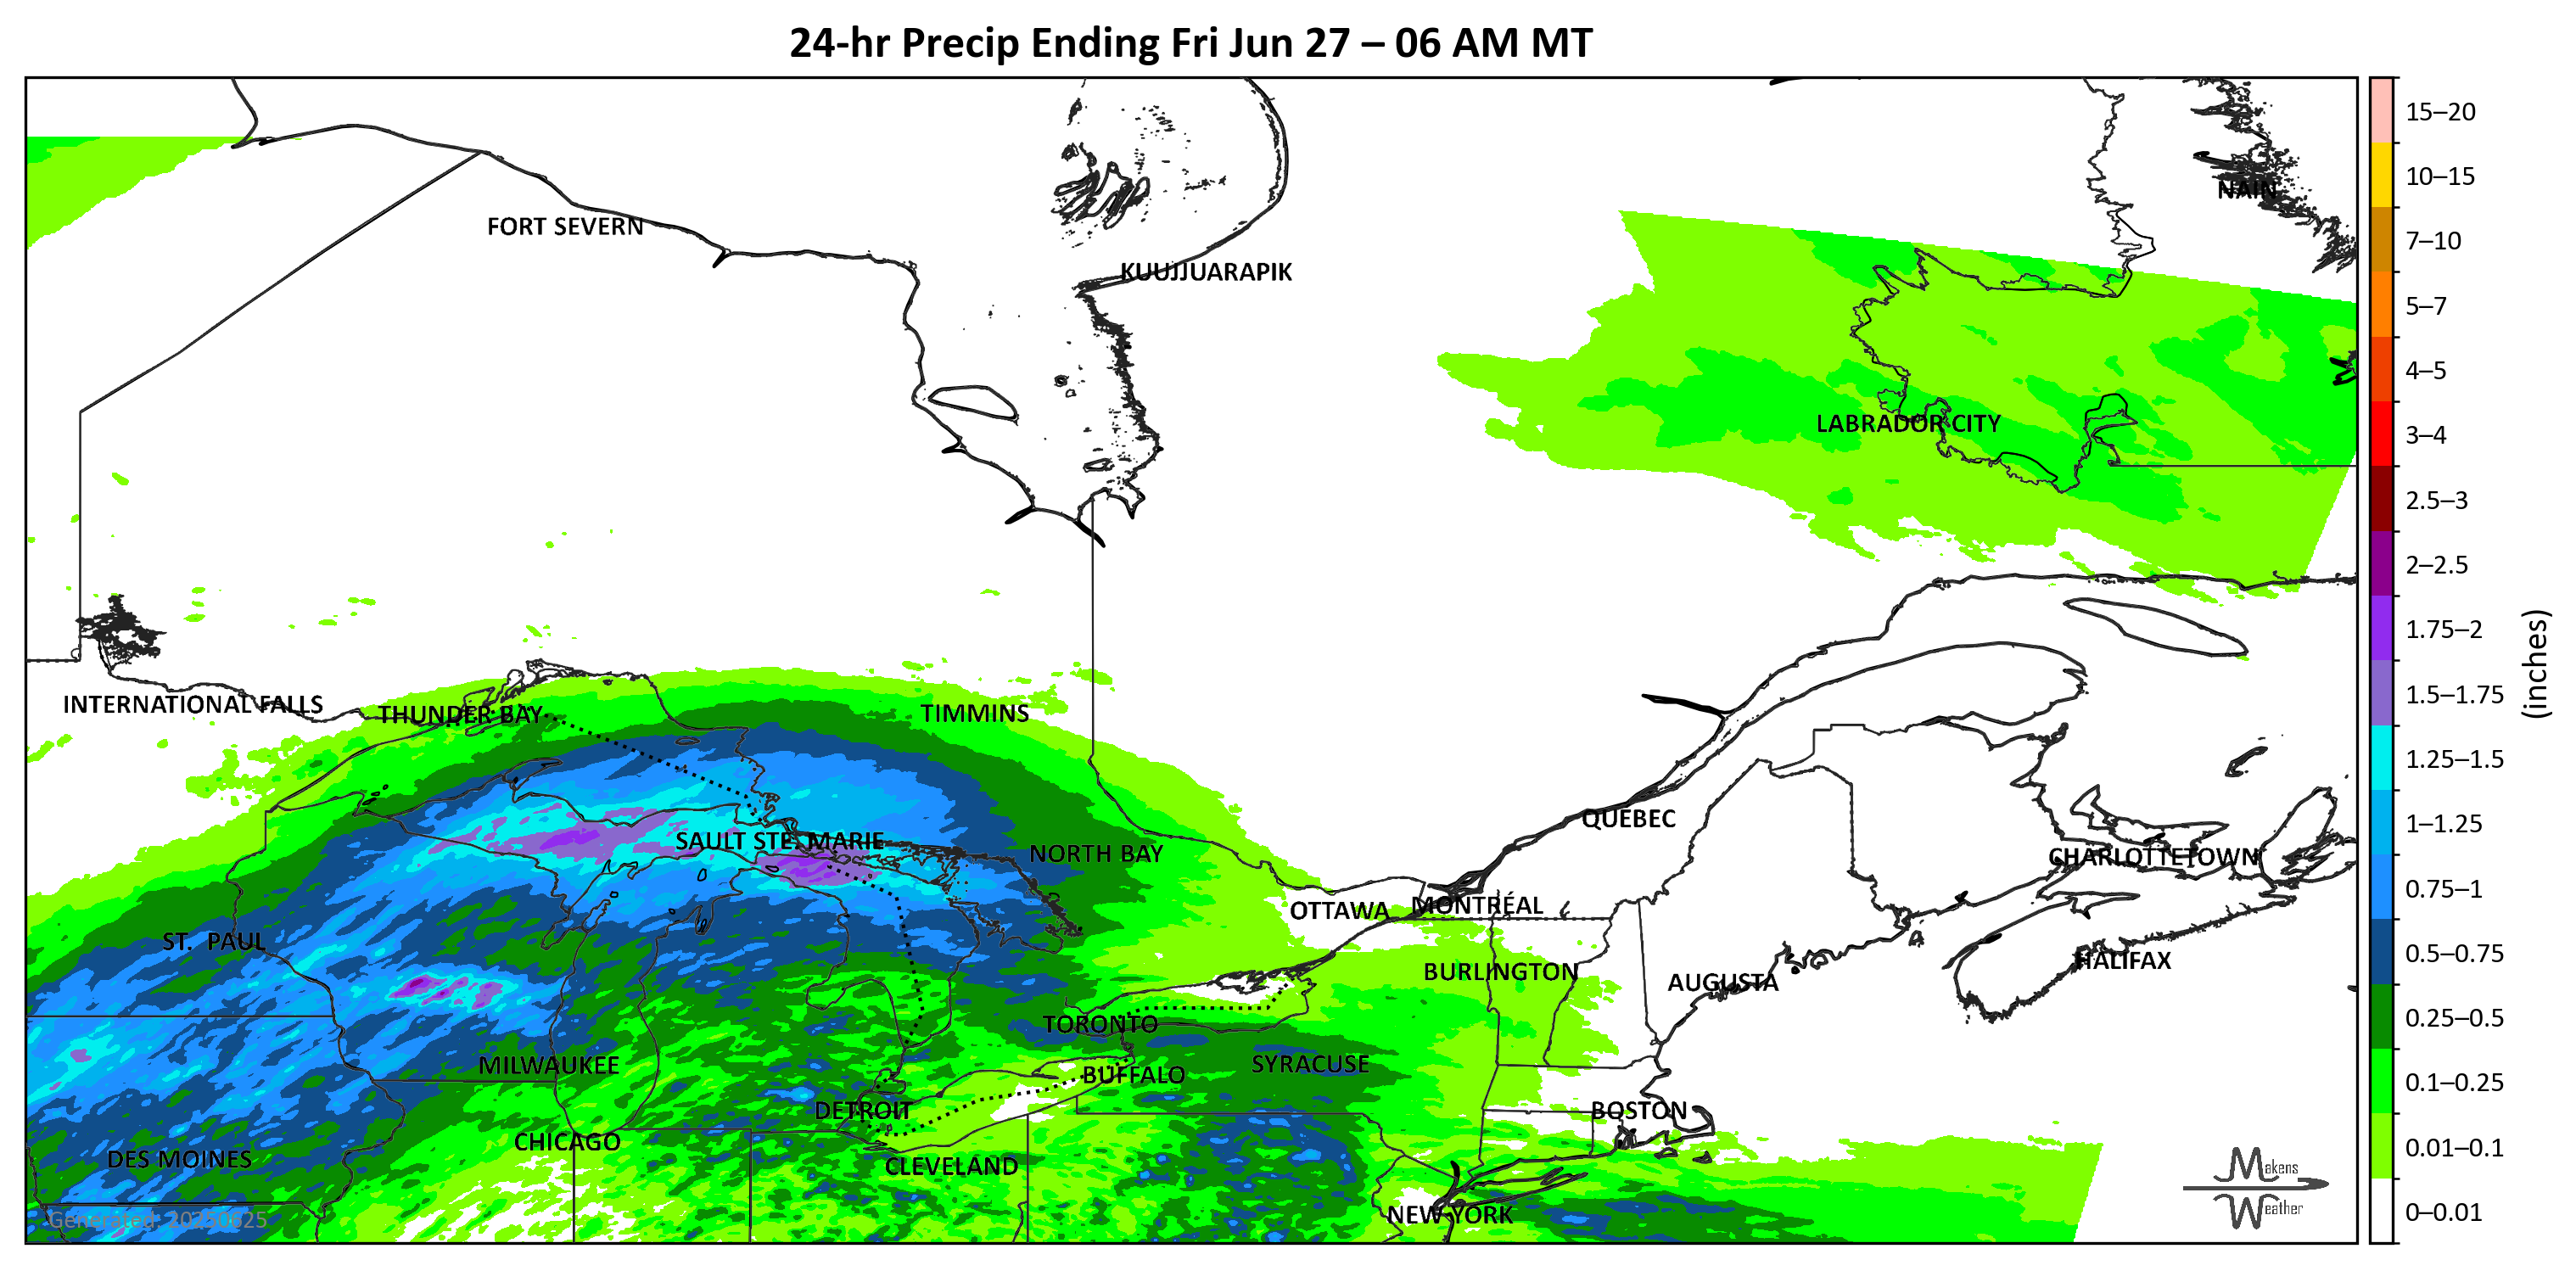 24-hr Precip Ending Fri Jun 27 – 06 AM MT
15–20
10–15
NAIN
FORT SEVERN
7–10
KUUJJUARAPIK
5–7
4–5
LABRADOR CITY
3–4
2.5–3
2–2.5
1.75–2
(inches)
1.5–1.75
INTERNATIONAL FALLS
THUNDER BAY
TIMMINS
1.25–1.5
QUEBEC
1–1.25
SAULT STE. MARIE
NORTH BAY
CHARLOTTETOWN
0.75–1
OTTAWA
MONTRÉAL
ST. PAUL
0.5–0.75
HALIFAX
BURLINGTON
AUGUSTA
0.25–0.5
TORONTO
MILWAUKEE
SYRACUSE
BUFFALO
0.1–0.25
DETROIT
BOSTON
CHICAGO
0.01–0.1
DES MOINES
CLEVELAND
Makens
Weather
NEW YORK
0–0.01
Generated: 20250625